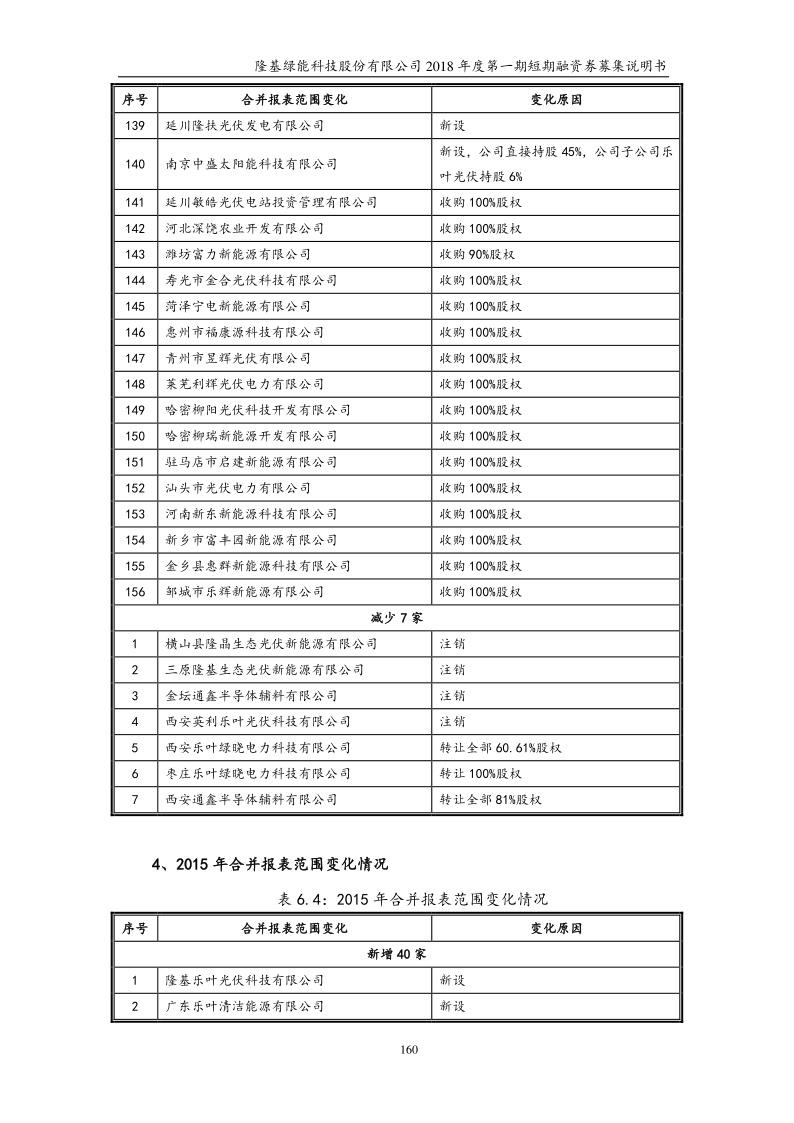 隆基绿能科技股份有限公司 2018 年度第一期短期融资券募集说明书
序号 合并报表范围变化 变化原因
139 延川隆扶光伏发电有限公司 新设
140 南京中盛太阳能科技有限公司 新设，公司直接持股 45%，公司子公司乐
叶光伏持股 6%
141 延川敏皓光伏电站投资管理有限公司 收购 100%股权
142 河北深饶农业开发有限公司 收购 100%股权
143 潍坊富力新能源有限公司 收购 90%股权
144 寿光市金合光伏科技有限公司 收购 100%股权
145 菏泽宁电新能源有限公司 收购 100%股权
146 惠州市福康源科技有限公司 收购 100%股权
147 青州市昱辉光伏有限公司 收购 100%股权
148 莱芜利辉光伏电力有限公司 收购 100%股权
149 哈密柳阳光伏科技开发有限公司 收购 100%股权
150 哈密柳瑞新能源开发有限公司 收购 100%股权
151 驻马店市启建新能源有限公司 收购 100%股权
152 汕头市光伏电力有限公司 收购 100%股权
153 河南新东新能源科技有限公司 收购 100%股权
154 新乡市富丰园新能源有限公司 收购 100%股权
155 金乡县惠群新能源科技有限公司 收购 100%股权
156 邹城市乐辉新能源有限公司 收购 100%股权
减少 7 家
1 横山县隆晶生态光伏新能源有限公司 注销
2 三原隆基生态光伏新能源有限公司 注销
3 金坛通鑫半导体辅料有限公司 注销
4 西安英利乐叶光伏科技有限公司 注销
5 西安乐叶绿晓电力科技有限公司 转让全部 60.61%股权
6 枣庄乐叶绿晓电力科技有限公司 转让 100%股权
7 西安通鑫半导体辅料有限公司 转让全部 81%股权
4、2015 年合并报表范围变化情况
表 6.4：2015 年合并报表范围变化情况
序号 合并报表范围变化 变化原因
新增 40 家
1 隆基乐叶光伏科技有限公司 新设
2 广东乐叶清洁能源有限公司 新设
160